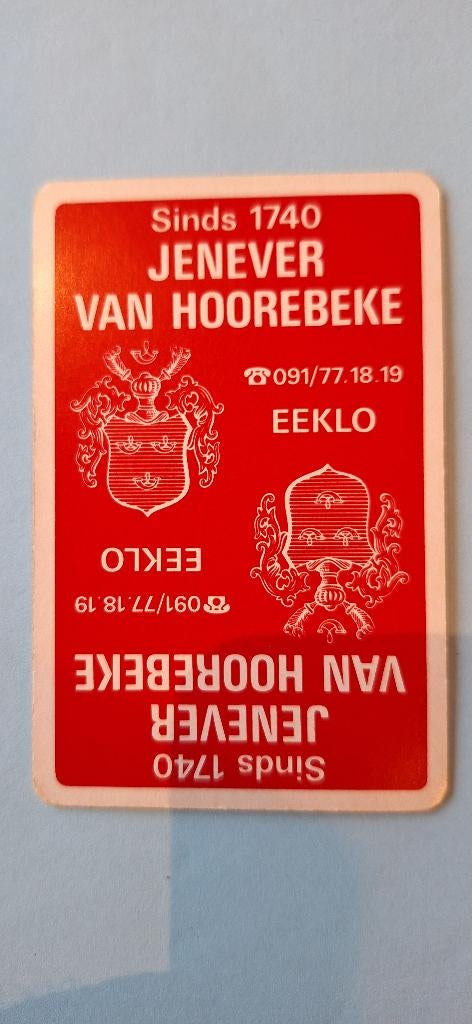 Sinds 1740
JENEVER
VAN HOOREBEKE
☎091/77.18.19
EEKLO
Sinds 1740
JENEVER
VAN HOOREBEKE
☎091/77.18.19
EEKLO